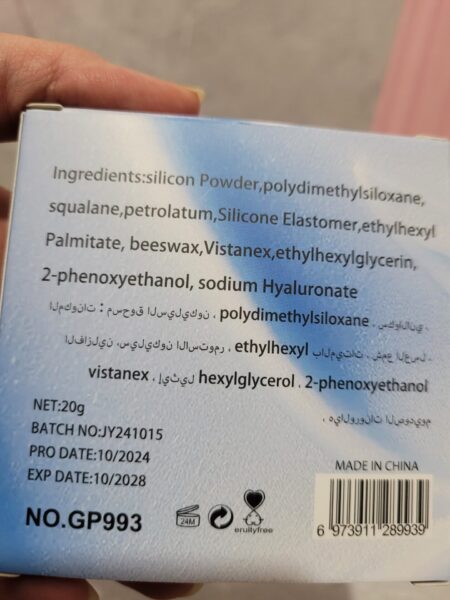 Ingredients:silicon Powder,polydimethylsiloxane,
squalane,petrolatum,Silicone Elastomer,ethylhexyl
Palmitate, beeswax,Vistanex,ethylhexylglycerin,
2-phenoxyethanol, sodium Hyaluronate
المكونات : مسحوق السيليكون، polydimethylsiloxane ، سكوالاني،
الفازلين، سيليكون الاستومر، ethylhexyl بالميتات، شمع العسل،
vistanex ، إيثيل hexylglycerol ، 2-phenoxyethanol
، هيالورونات الصوديوم
NET:20g
BATCH NO:JY241015
PRO DATE:10/2024
EXP DATE:10/2028
MADE IN CHINA
NO.GP993
24M
eruityfree
6 973911 289939